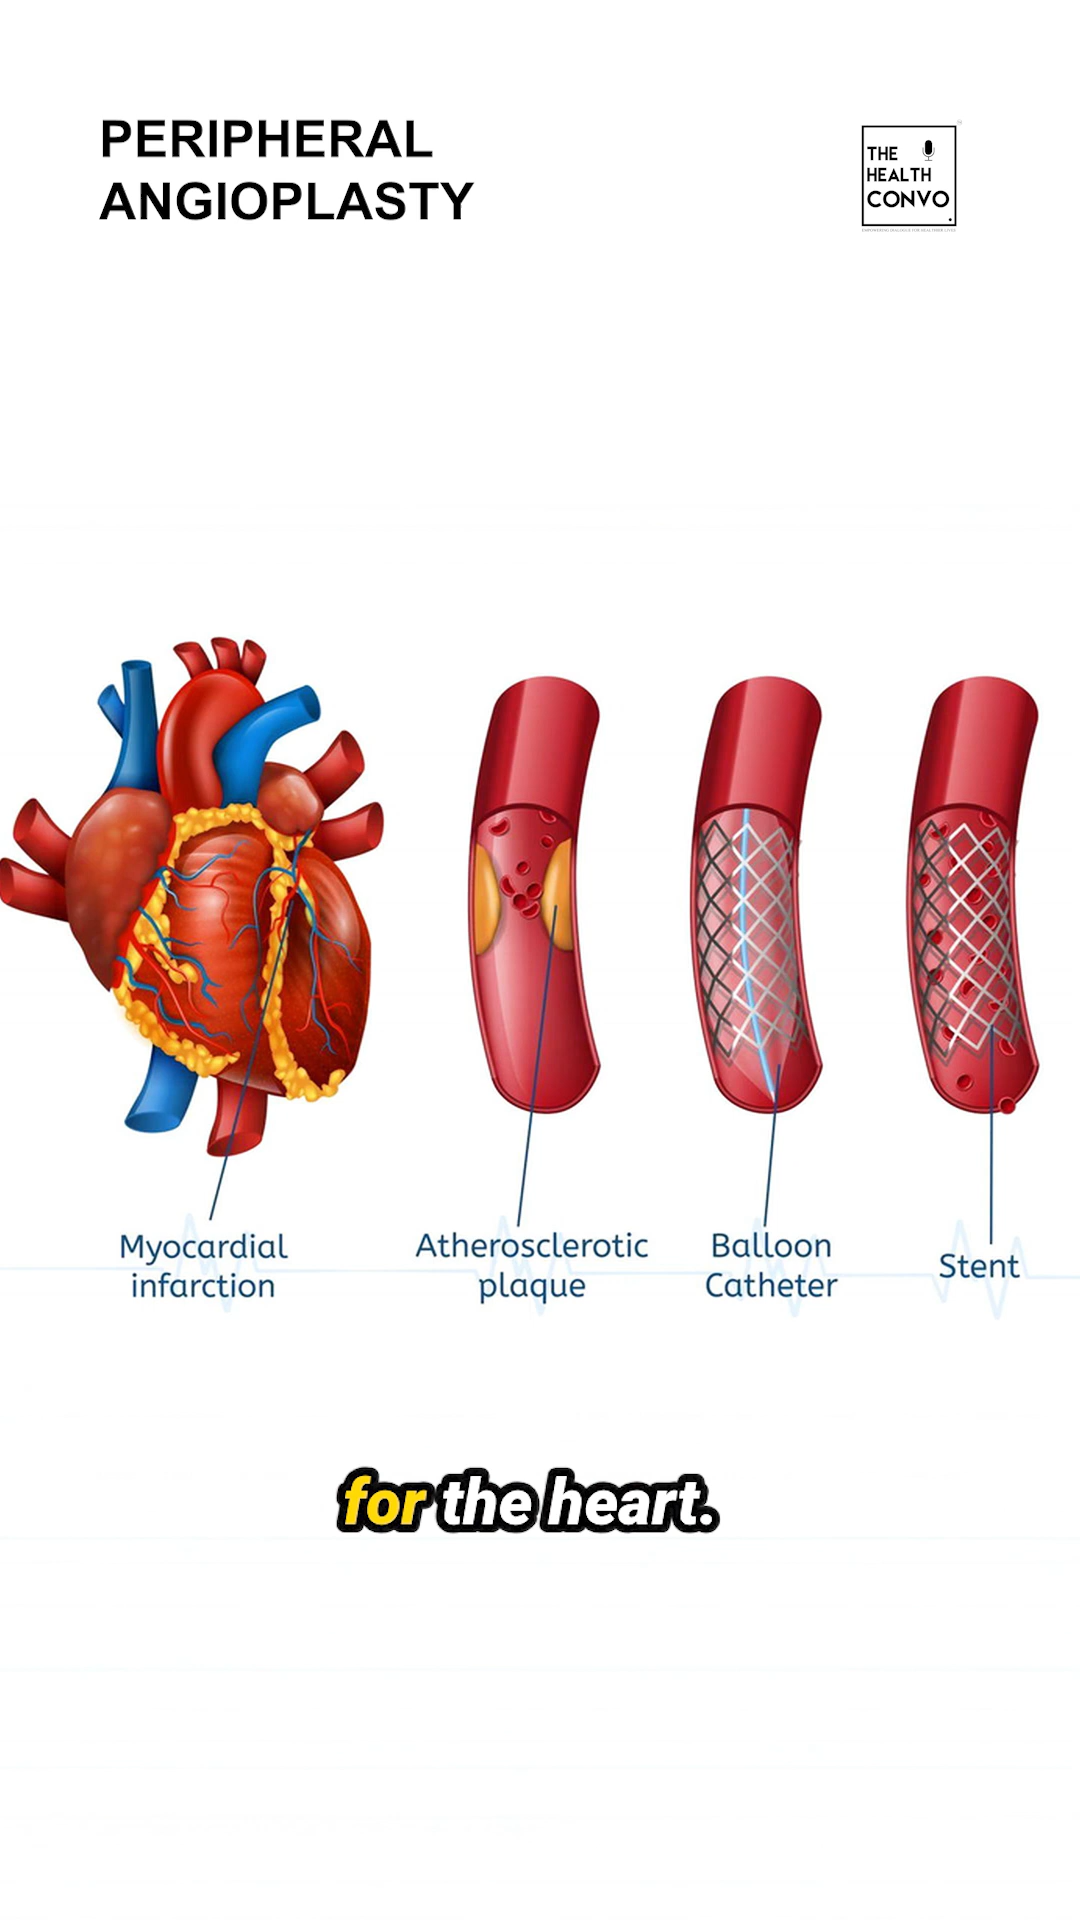 PERIPHERAL
ANGIOPLASTY
THE
HEALTH
CONVO
Myocardial
infarction
Atherosclerotic
plaque
Balloon
Catheter
Stent
for the heart.